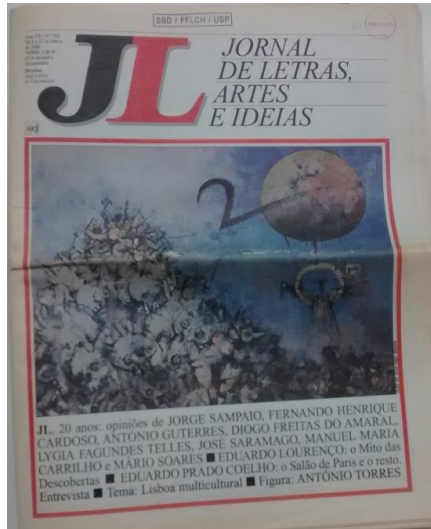 SBD / FFLCH / USP
JL
JORNAL
DE LETRAS,
ARTES
E IDEIAS
JL, 20 anos: opiniões de JORGE SAMPAIO, FERNANDO HENRIQUE
CARDOSO, ANTÓNIO GUTERRES, DIOGO FREITAS DO AMARAL,
LYGIA FAGUNDES TELLES, JOSÉ SARAMAGO, MANUEL MARIA
CARRILHO e MÁRIO SOARES ■ EDUARDO LOURENÇO: o Mito das
Descobertas ■ EDUARDO PRADO COELHO: o Salão de Paris e o resto.
Entrevista ■ Tema: Lisboa multicultural ■ Figura: ANTÓNIO TORRES